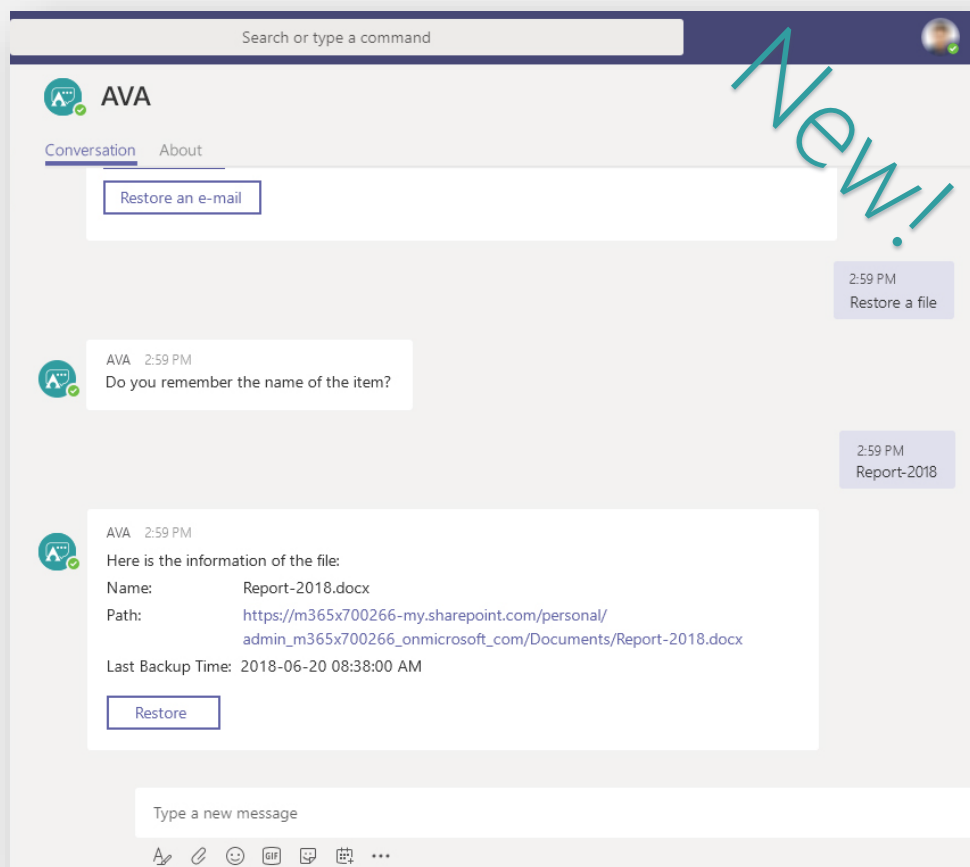 Search or type a command
New!
AVA
Conversation About
Restore an e-mail
2:59 PM
Restore a file
AVA 2:59 PM
Do you remember the name of the item?
2:59 PM
Report-2018
AVA 2:59 PM
Here is the information of the file:
Name: Report-2018.docx
Path: https://m365x700266-my.sharepoint.com/personal/
admin_m365x700266_onmicrosoft_com/Documents/Report-2018.docx
Last Backup Time: 2018-06-20 08:38:00 AM
Restore
Type a new message
GIF